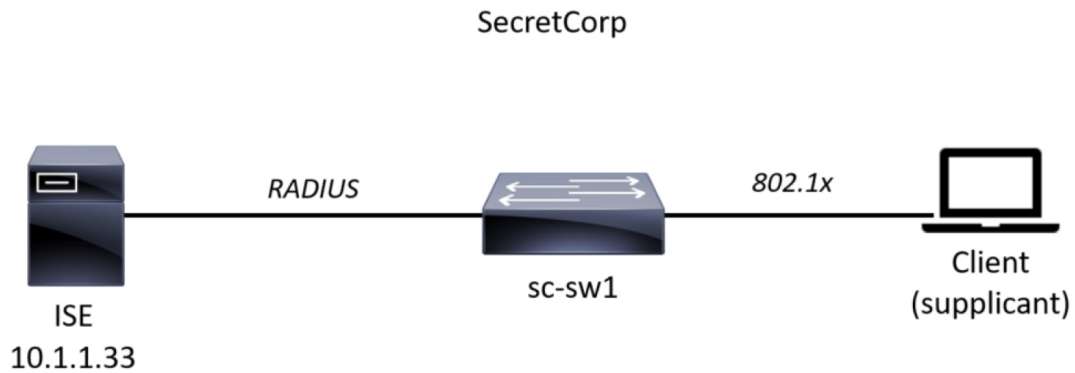 SecretCorp
RADIUS
802.1x
sc-sw1
Client
(supplicant)
ISE
10.1.1.33